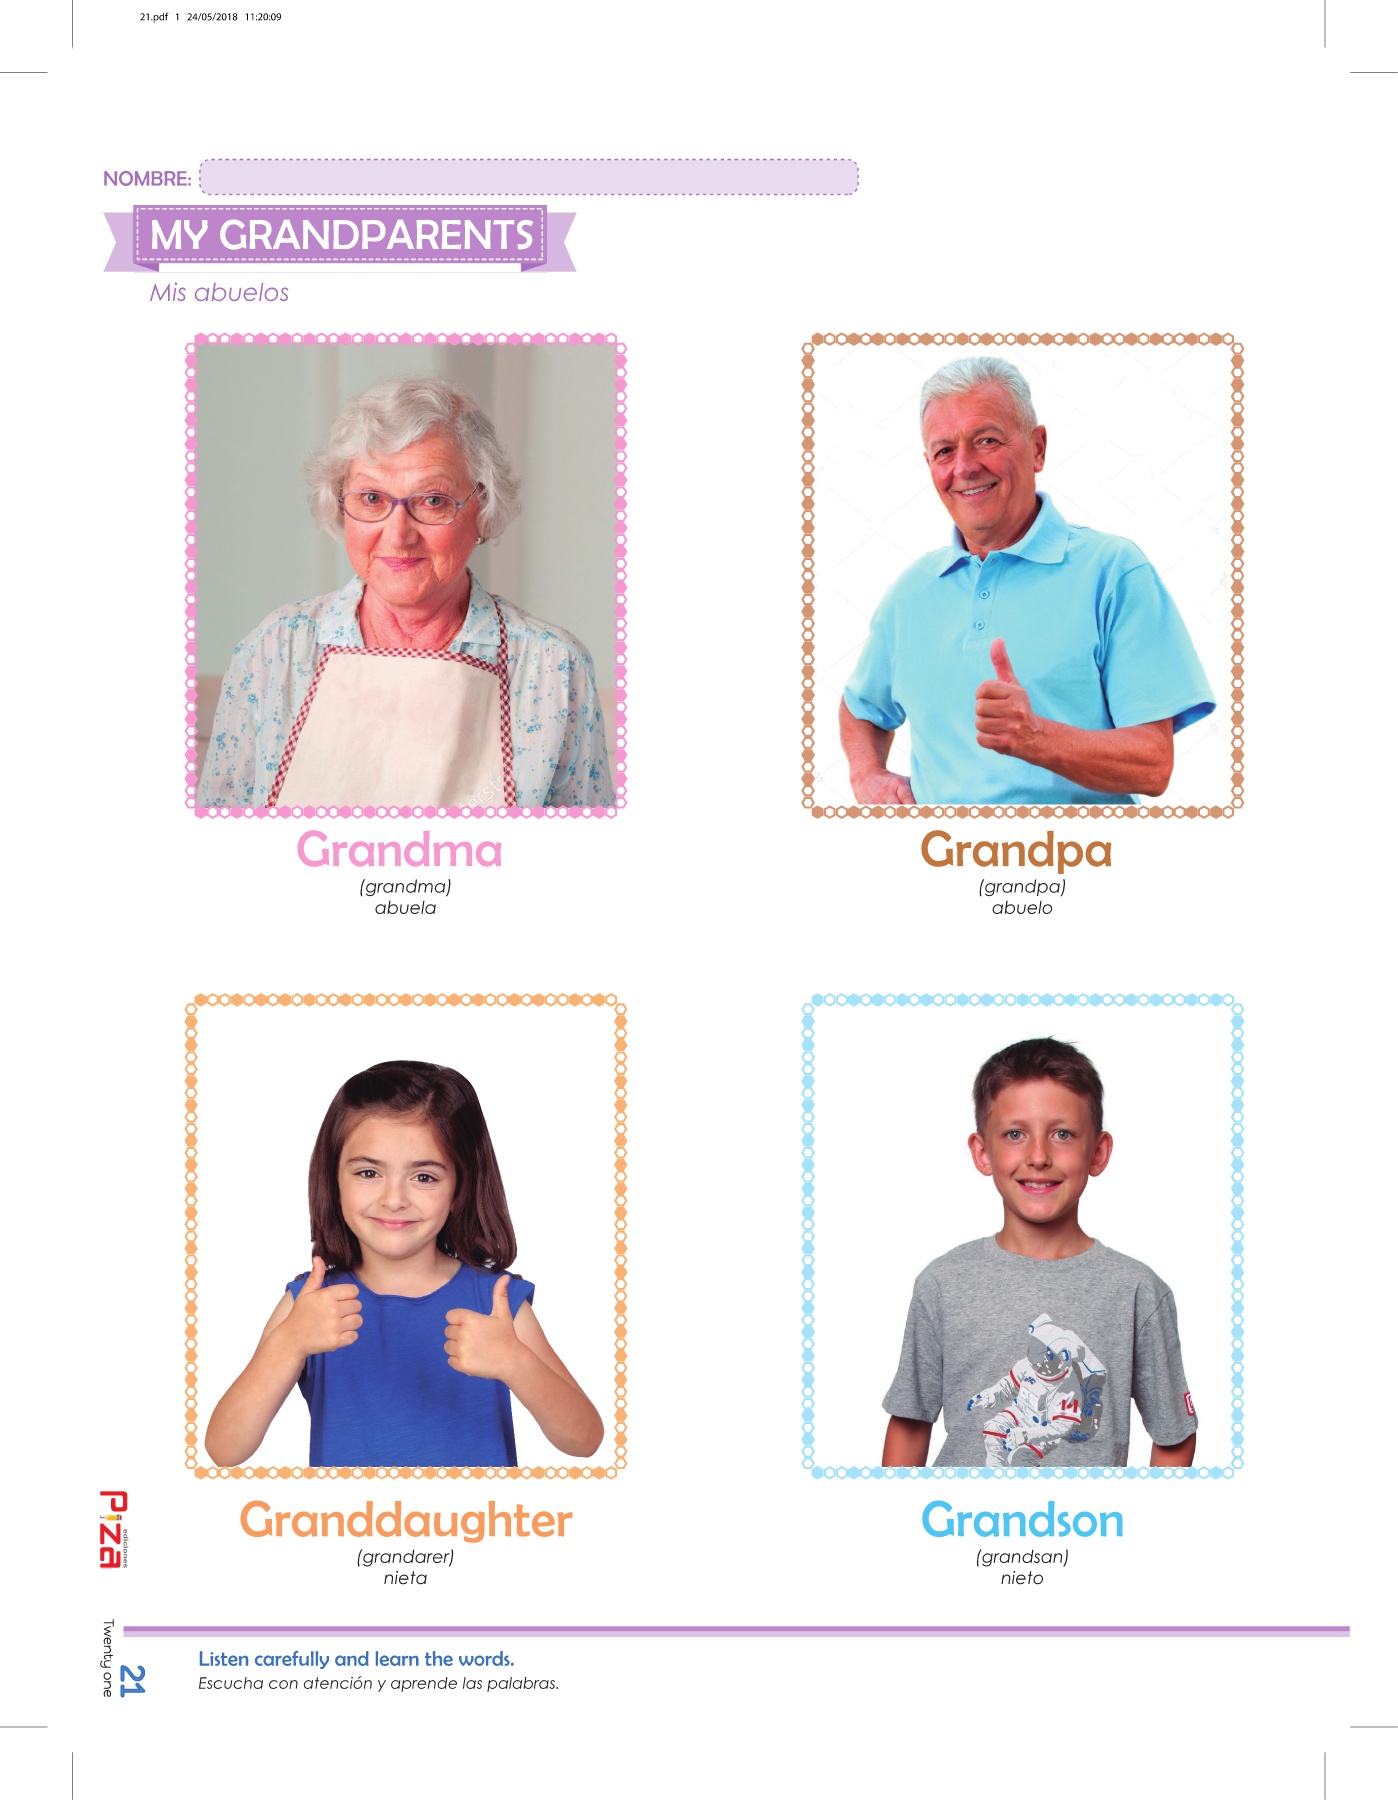 21.pdf 1 24/05/2018 11:20:09
NOMBRE:
MY GRANDPARENTS
Mis abuelos
Grandma
(grandma)
abuela
Grandpa
(grandpa)
abuelo
Granddaughter
(grandarer)
nieta
Grandson
(grandsan)
nieto
Piza
ediciones
Twenty one
21
Listen carefully and learn the words.
Escucha con atención y aprende las palabras.